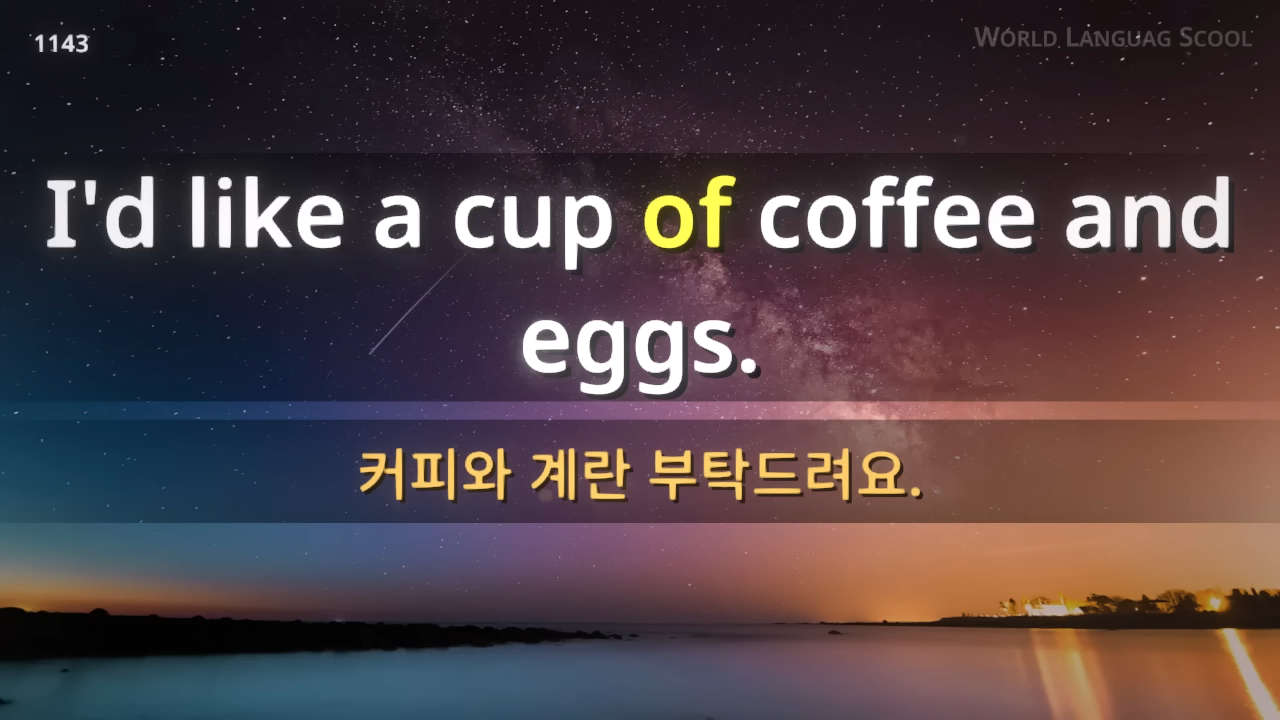 1143
World Languag Scool
I'd like a cup of coffee and
eggs.
커피와 계란 부탁드려요.